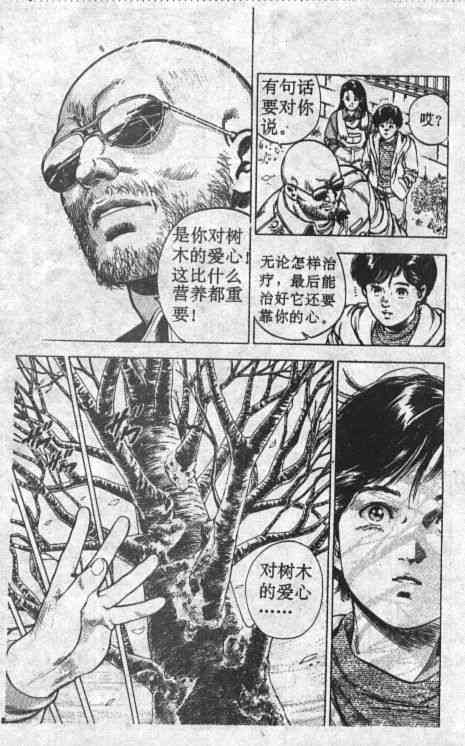 有句话
要对你
说。
哎?
无论怎样治
疗，最后能
治好它还要
靠你的心。
是你对树
木的爱心!
这比什么
营养都重
要!
对树木
的爱心
……